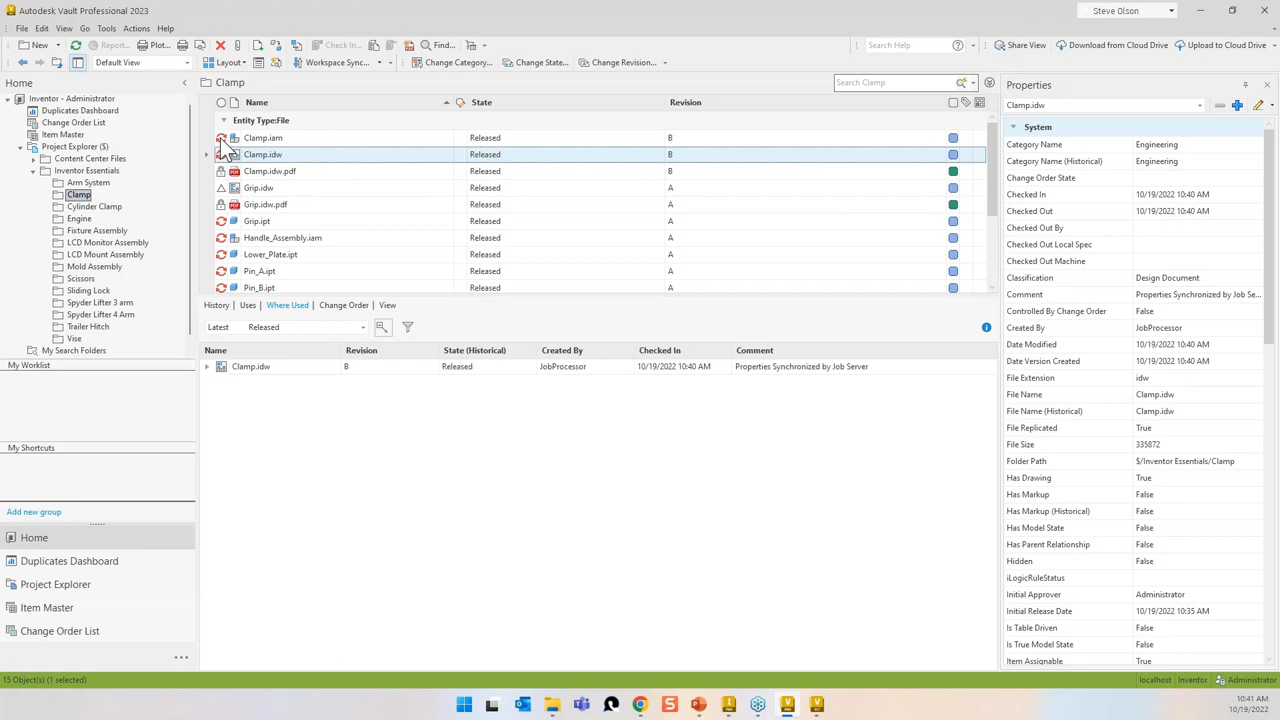 Autodesk Vault Professional 2023
Steve Olson
File Edit View Go Tools Actions Help
New Report... Plot... Check In... Find... Search Help Share View Download from Cloud Drive Upload to Cloud Drive
Default View Layout Workspace Sync... Change Category... Change State... Change Revision...
Home
Inventor - Administrator
Duplicates Dashboard
Change Order List
Item Master
Project Explorer ($)
Content Center Files
Inventor Essentials
Arm System
Clamp
Cylinder Clamp
Engine
Fixture Assembly
LCD Monitor Assembly
LCD Mount Assembly
Mold Assembly
Scissors
Sliding Lock
Spyder Lifter 3 arm
Spyder Lifter 4 Arm
Trailer Hitch
Vise
My Search Folders
My Worklist
My Shortcuts
Add new group
Home
Duplicates Dashboard
Project Explorer
Item Master
Change Order List
Clamp
Search Clamp
Name State Revision
Entity Type:File
Clamp.iam Released B
Clamp.idw Released B
Clamp.idw.pdf Released B
Grip.idw Released A
Grip.idw.pdf Released A
Grip.ipt Released A
Handle_Assembly.iam Released A
Lower_Plate.ipt Released A
Pin_A.ipt Released A
Pin_B.ipt Released A
History Uses Where Used Change Order View
Latest Released
Name Revision State (Historical) Created By Checked In Comment
Clamp.idw B Released JobProcessor 10/19/2022 10:40 AM Properties Synchronized by Job Server
Properties
Clamp.idw
System
Category Name Engineering
Category Name (Historical) Engineering
Change Order State
Checked In 10/19/2022 10:40 AM
Checked Out 10/19/2022 10:40 AM
Checked Out By
Checked Out Local Spec
Checked Out Machine
Classification Design Document
Comment Properties Synchronized by Job Se...
Controlled By Change Order False
Created By JobProcessor
Date Modified 10/19/2022 10:40 AM
Date Version Created 10/19/2022 10:40 AM
File Extension idw
File Name Clamp.idw
File Name (Historical) Clamp.idw
File Replicated True
File Size 335872
Folder Path $/Inventor Essentials/Clamp
Has Drawing True
Has Markup False
Has Markup (Historical) False
Has Model State False
Has Parent Relationship False
Hidden False
iLogicRuleStatus
Initial Approver Administrator
Initial Release Date 10/19/2022 10:35 AM
Is Table Driven False
Is True Model State False
Item Assignable True
15 Object(s) (1 selected)
localhost Inventor Administrator
10:41 AM
10/19/2022